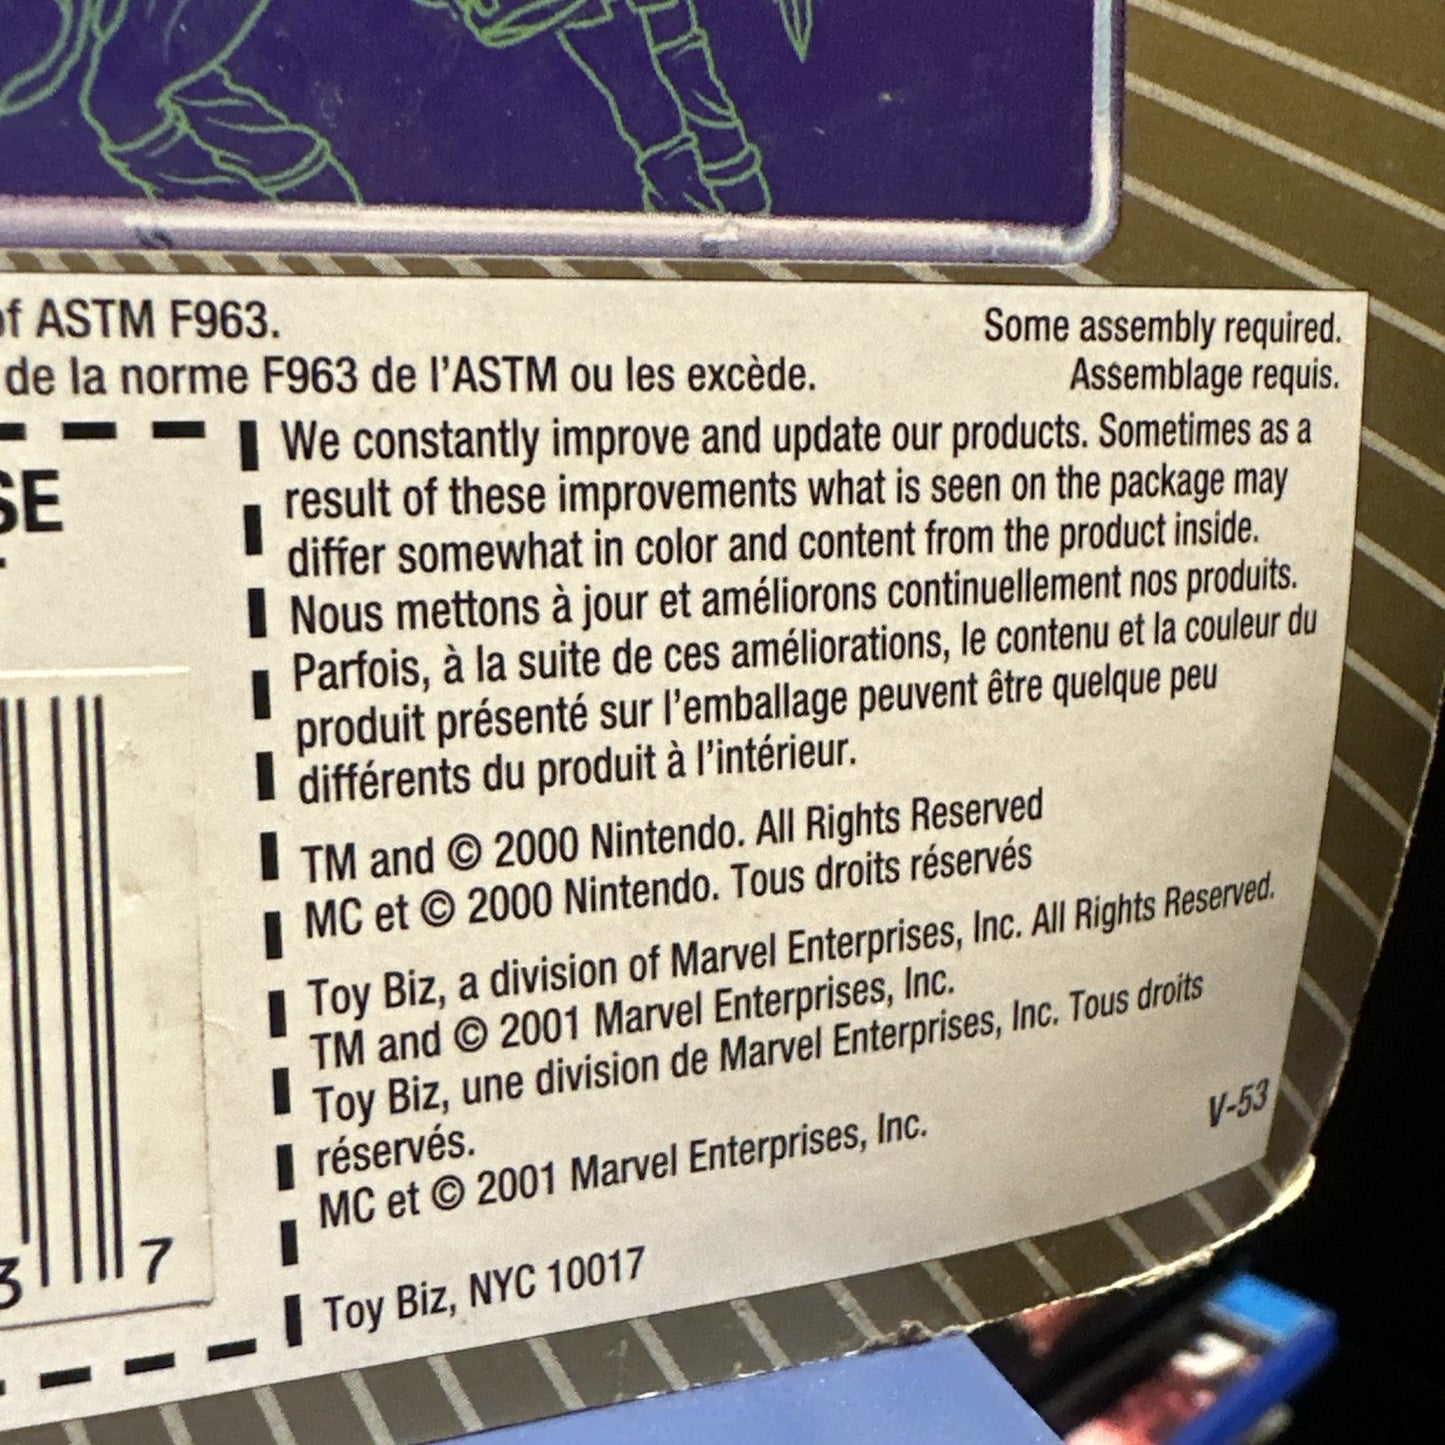 of ASTM F963.
de la norme F963 de l'ASTM ou les excède.
Some assembly required.
Assemblage requis.
SE
We constantly improve and update our products. Sometimes as a
result of these improvements what is seen on the package may
differ somewhat in color and content from the product inside.
Nous mettons à jour et améliorons continuellement nos produits.
Parfois, à la suite de ces améliorations, le contenu et la couleur du
produit présenté sur l'emballage peuvent être quelque peu
différents du produit à l'intérieur.
TM and © 2000 Nintendo. All Rights Reserved
MC et © 2000 Nintendo. Tous droits réservés
Toy Biz, a division of Marvel Enterprises, Inc. All Rights Reserved.
TM and © 2001 Marvel Enterprises, Inc.
Toy Biz, une division de Marvel Enterprises, Inc. Tous droits
réservés.
MC et © 2001 Marvel Enterprises, Inc.
V-53
Toy Biz, NYC 10017
3 7